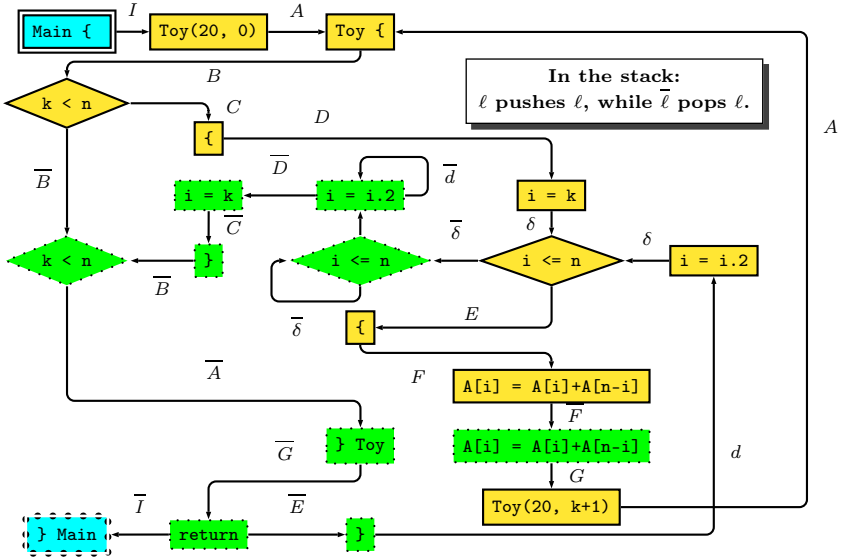 I
A
Main {
Toy(20, 0)
Toy {
B
In the stack:
ℓ pushes ℓ, while ℓ̅ pops ℓ.
k < n
C
D
A
{
D̅
d̅
B̅
i = k
i = i.2
i = k
C̅
δ̅
δ
δ
k < n
}
i <= n
i <= n
i = i.2
B̅
δ̅
E
{
A̅
F
A[i] = A[i]+A[n-i]
F̅
G̅
} Toy
A[i] = A[i]+A[n-i]
d
G
I̅
E̅
Toy(20, k+1)
} Main
return
}